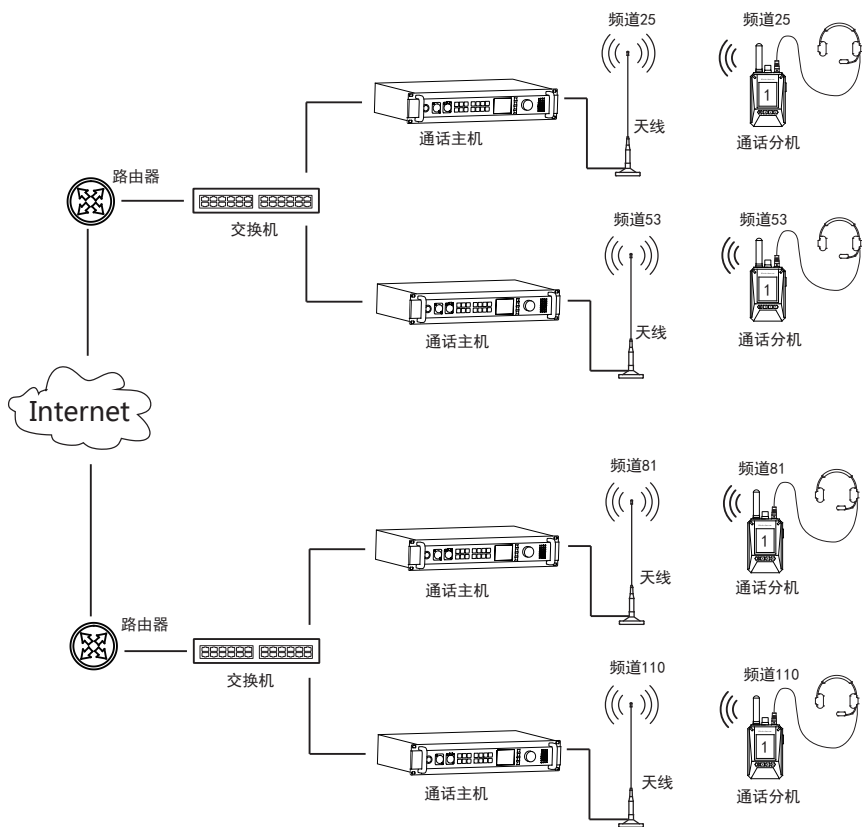 频道25
频道25
天线
通话主机
通话分机
路由器
交换机
频道53
频道53
1
天线
通话主机
通话分机
1
Internet
频道81
频道81
天线
通话主机
通话分机
1
路由器
交换机
频道110
频道110
天线
通话主机
通话分机
1